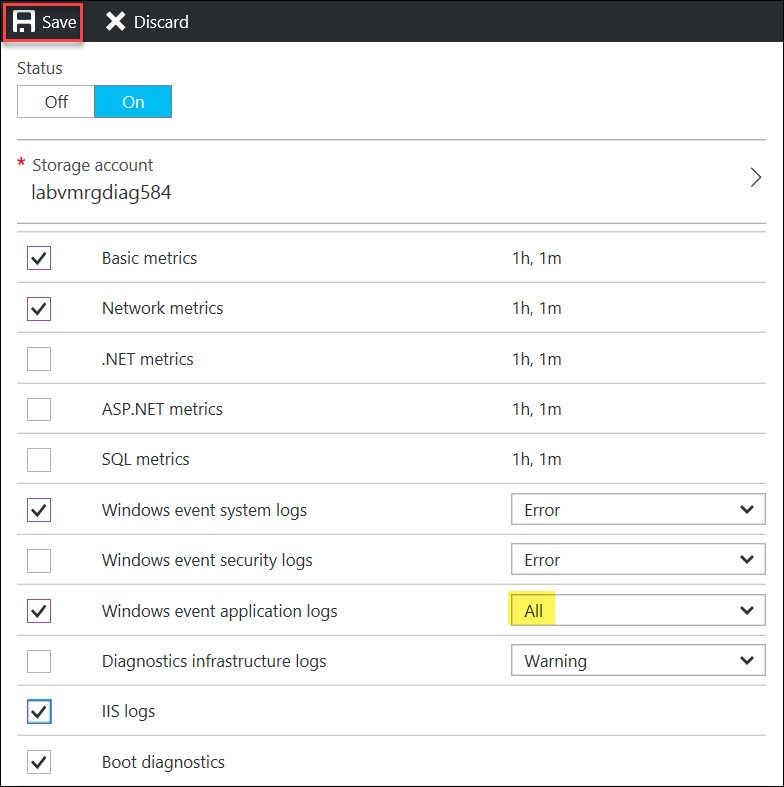 Save Discard
Status
Off On
* Storage account
labvmrgdiag584
Basic metrics 1h, 1m
Network metrics 1h, 1m
.NET metrics 1h, 1m
ASP.NET metrics 1h, 1m
SQL metrics 1h, 1m
Windows event system logs Error
Windows event security logs Error
Windows event application logs All
Diagnostics infrastructure logs Warning
IIS logs
Boot diagnostics